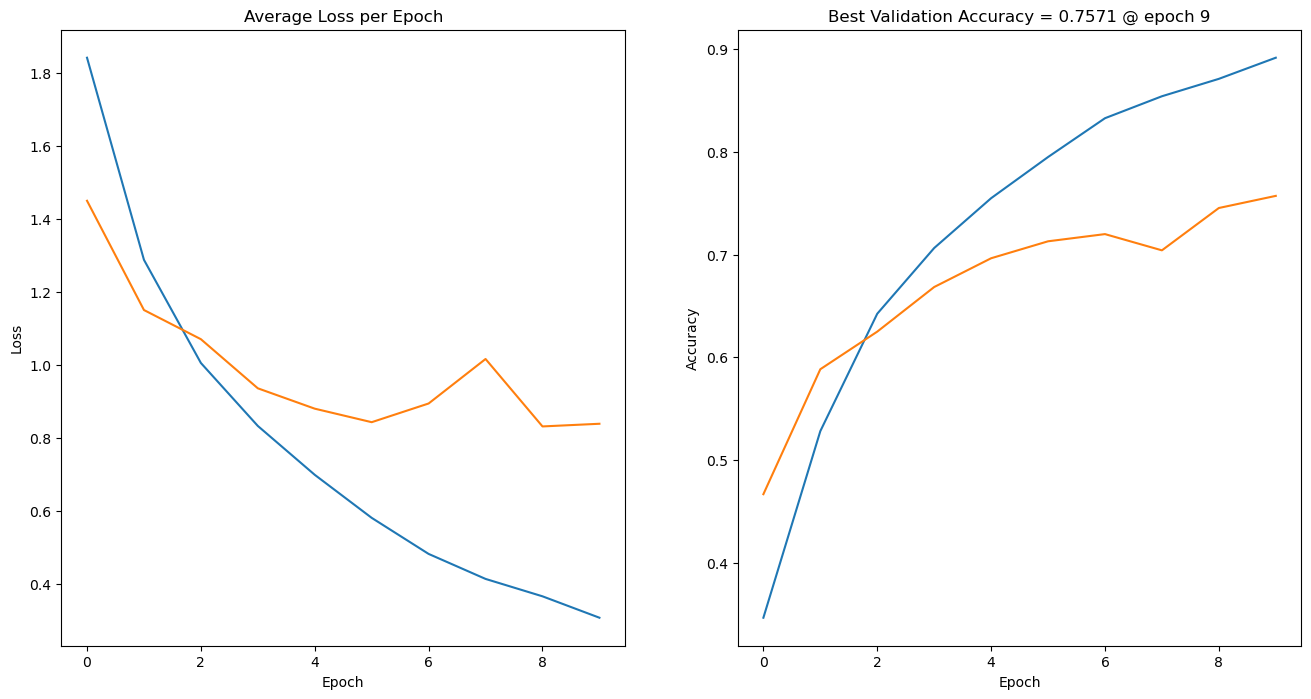 Average Loss per Epoch
1.8
1.6
1.4
1.2
1.0
0.8
0.6
0.4
Loss
0 2 4 6 8
Epoch
Best Validation Accuracy = 0.7571 @ epoch 9
0.9
0.8
0.7
0.6
0.5
0.4
Accuracy
0 2 4 6 8
Epoch